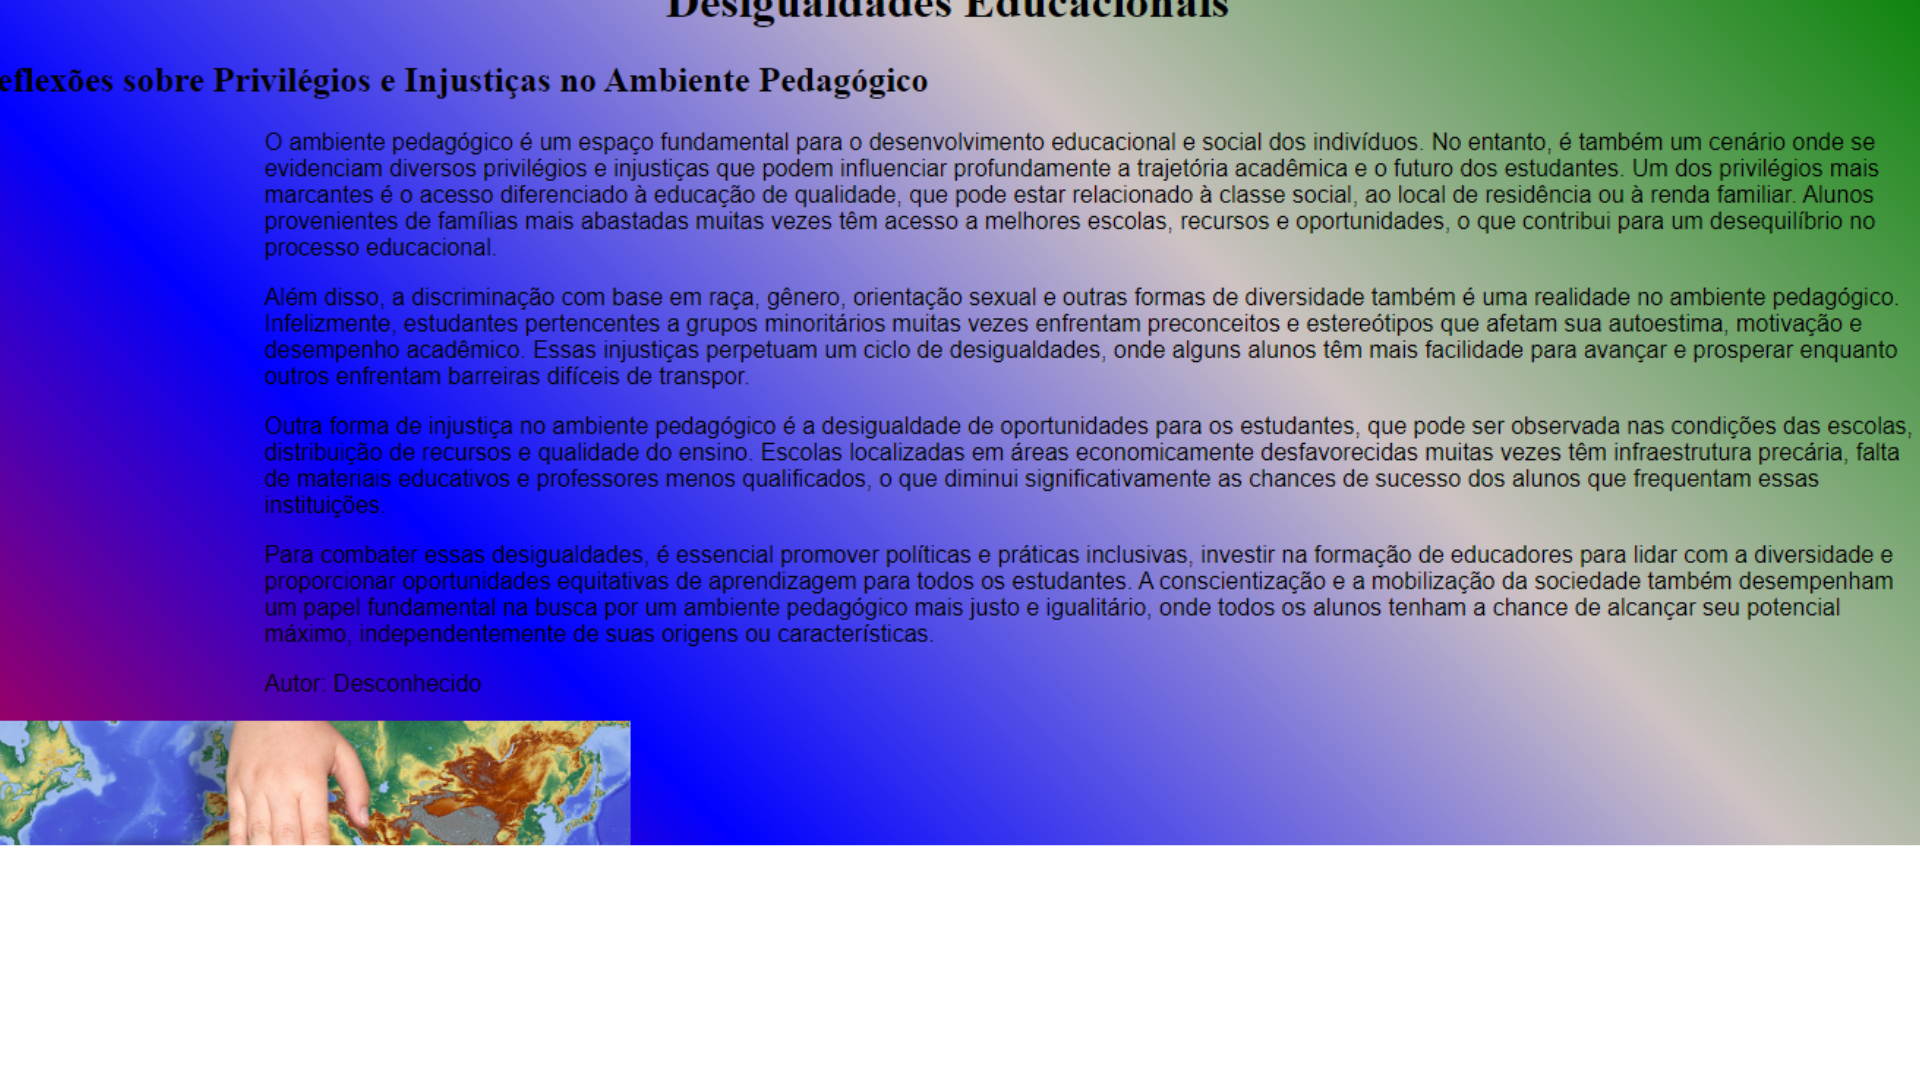 Desigualdades Educacionais
eflexões sobre Privilégios e Injustiças no Ambiente Pedagógico
O ambiente pedagógico é um espaço fundamental para o desenvolvimento educacional e social dos indivíduos. No entanto, é também um cenário onde se
evidenciam diversos privilégios e injustiças que podem influenciar profundamente a trajetória acadêmica e o futuro dos estudantes. Um dos privilégios mais
marcantes é o acesso diferenciado à educação de qualidade, que pode estar relacionado à classe social, ao local de residência ou à renda familiar. Alunos
provenientes de famílias mais abastadas muitas vezes têm acesso a melhores escolas, recursos e oportunidades, o que contribui para um desequilíbrio no
processo educacional.
Além disso, a discriminação com base em raça, gênero, orientação sexual e outras formas de diversidade também é uma realidade no ambiente pedagógico.
Infelizmente, estudantes pertencentes a grupos minoritários muitas vezes enfrentam preconceitos e estereótipos que afetam sua autoestima, motivação e
desempenho acadêmico. Essas injustiças perpetuam um ciclo de desigualdades, onde alguns alunos têm mais facilidade para avançar e prosperar enquanto
outros enfrentam barreiras difíceis de transpor.
Outra forma de injustiça no ambiente pedagógico é a desigualdade de oportunidades para os estudantes, que pode ser observada nas condições das escolas,
distribuição de recursos e qualidade do ensino. Escolas localizadas em áreas economicamente desfavorecidas muitas vezes têm infraestrutura precária, falta
de materiais educativos e professores menos qualificados, o que diminui significativamente as chances de sucesso dos alunos que frequentam essas
instituições.
Para combater essas desigualdades, é essencial promover políticas e práticas inclusivas, investir na formação de educadores para lidar com a diversidade e
proporcionar oportunidades equitativas de aprendizagem para todos os estudantes. A conscientização e a mobilização da sociedade também desempenham
um papel fundamental na busca por um ambiente pedagógico mais justo e igualitário, onde todos os alunos tenham a chance de alcançar seu potencial
máximo, independentemente de suas origens ou características.
Autor: Desconhecido